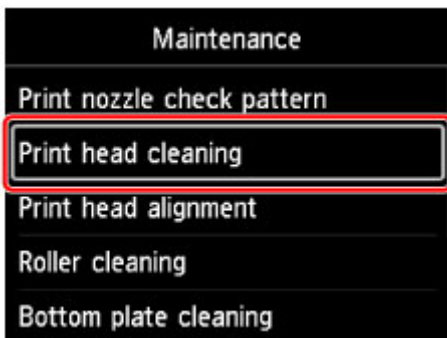 Maintenance
Print nozzle check pattern
Print head cleaning
Print head alignment
Roller cleaning
Bottom plate cleaning